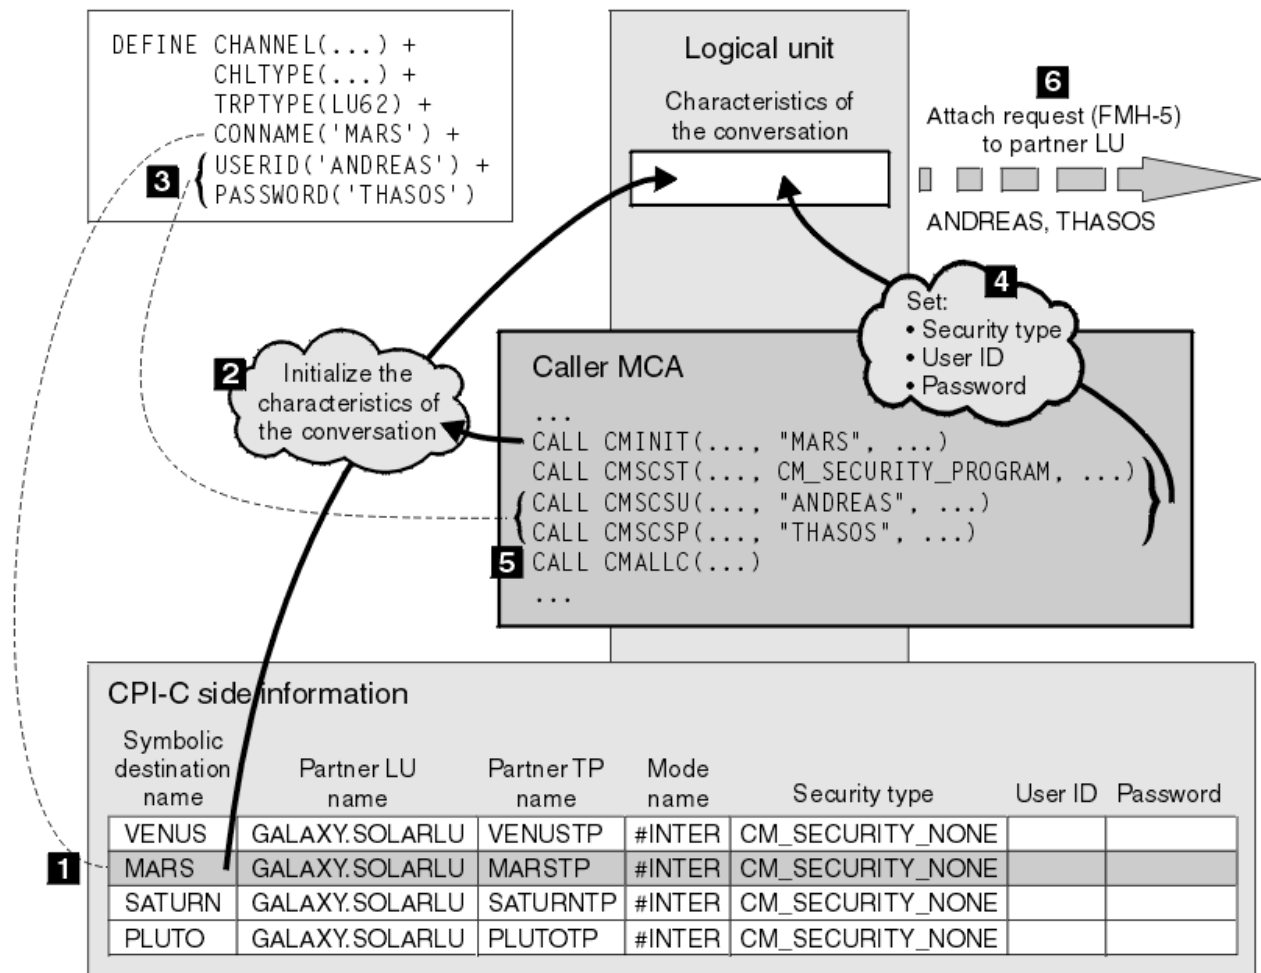 DEFINE CHANNEL(...) +
CHLTYPE(...) +
TRPTYPE(LU62) +
CONNAME('MARS') +
3
USERID('ANDREAS') +
PASSWORD('THASOS')
Logical unit
Characteristics of
the conversation
6
Attach request (FMH-5)
to partner LU
ANDREAS, THASOS
4
Set:
• Security type
• User ID
• Password
2
Initialize the
characteristics of
the conversation
Caller MCA
...
CALL CMINIT(..., "MARS", ...)
CALL CMSCST(..., CM_SECURITY_PROGRAM, ...)
CALL CMSCSU(..., "ANDREAS", ...)
CALL CMSCSP(..., "THASOS", ...)
5
CALL CMALLC(...)
...
CPI-C side information
Symbolic
destination
name
Partner LU
name
Partner TP
name
Mode
name
Security type
User ID
Password
VENUS GALAXY.SOLARLU VENUSTP #INTER CM_SECURITY_NONE
1
MARS GALAXY.SOLARLU MARSTP #INTER CM_SECURITY_NONE
SATURN GALAXY.SOLARLU SATURNTP #INTER CM_SECURITY_NONE
PLUTO GALAXY.SOLARLU PLUTOTP #INTER CM_SECURITY_NONE